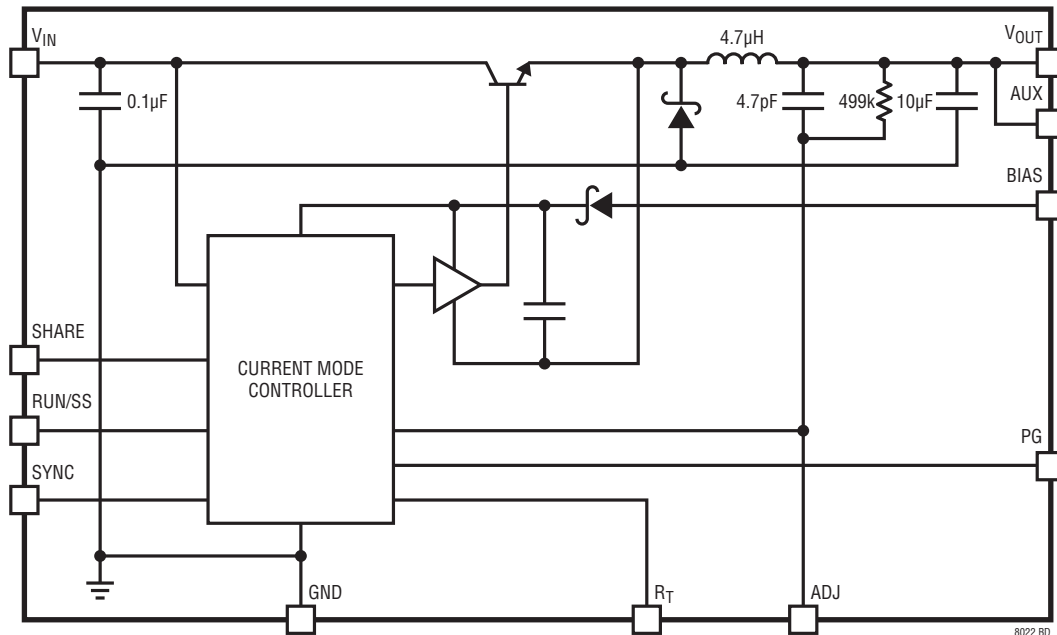 VIN
4.7µH
VOUT
0.1µF
4.7pF
499k
10µF
AUX
BIAS
SHARE
CURRENT MODE
CONTROLLER
RUN/SS
PG
SYNC
GND
RT
ADJ
8022 BD